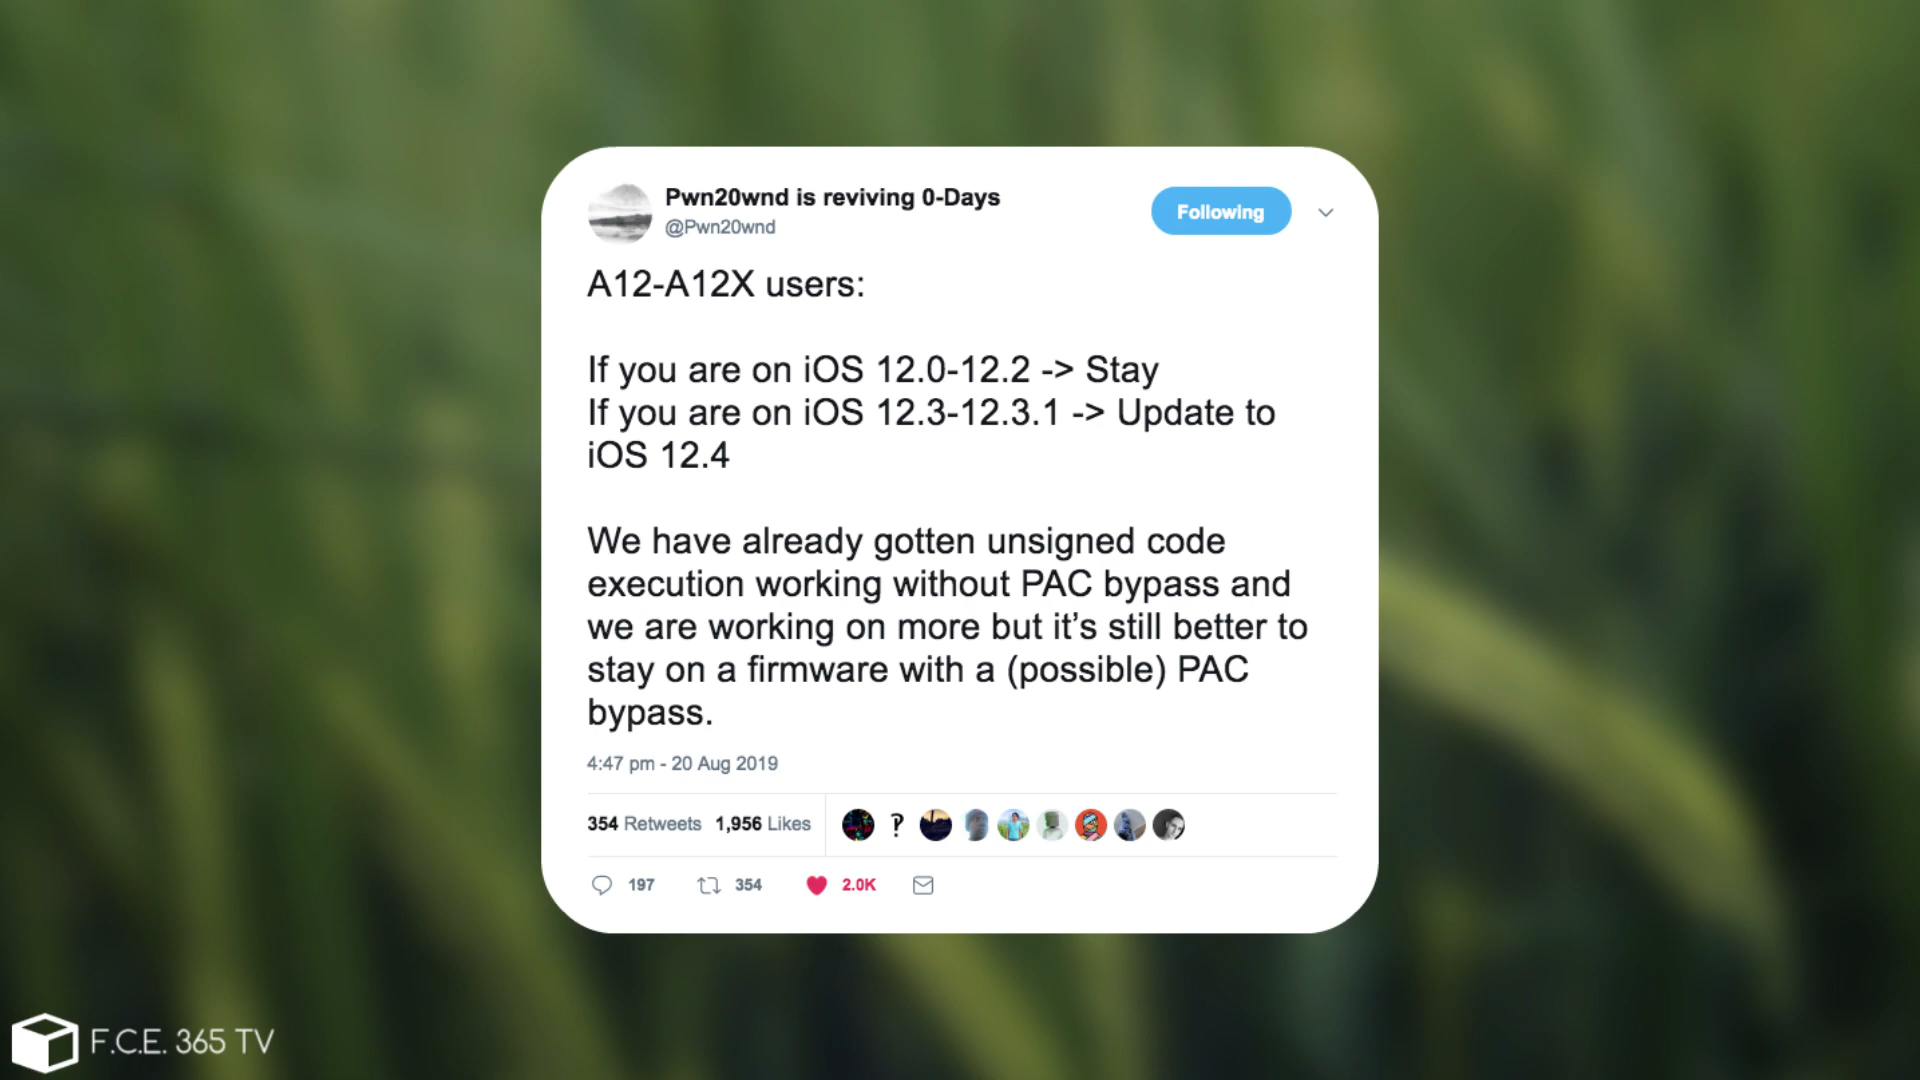 Pwn20wnd is reviving 0-Days
@Pwn20wnd
Following
A12-A12X users:
If you are on iOS 12.0-12.2 -> Stay
If you are on iOS 12.3-12.3.1 -> Update to
iOS 12.4
We have already gotten unsigned code
execution working without PAC bypass and
we are working on more but it’s still better to
stay on a firmware with a (possible) PAC
bypass.
4:47 pm - 20 Aug 2019
354 Retweets 1,956 Likes
197 354 2.0K
F.C.E. 365 TV